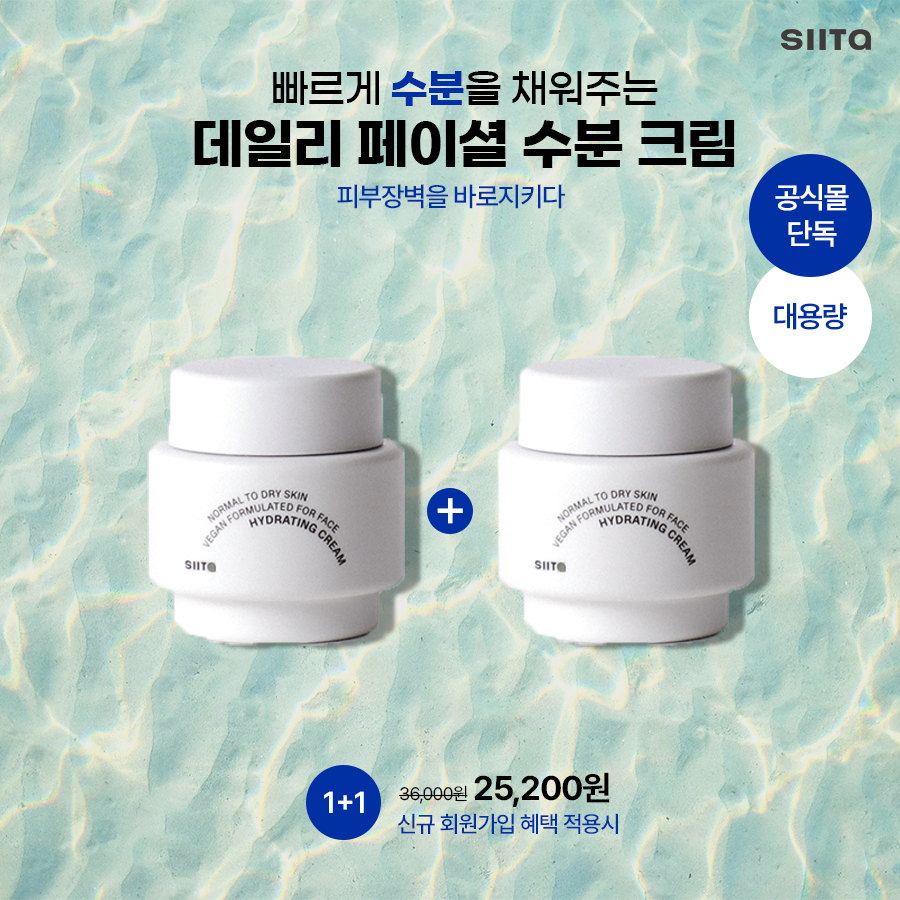 SIITA
빠르게 수분을 채워주는
데일리 페이셜 수분 크림
피부장벽을 바로지키다
공식몰
단독
대용량
NORMAL TO DRY SKIN
VEGAN FORMULATED FOR FACE
HYDRATING CREAM
SIITA
+
NORMAL TO DRY SKIN
VEGAN FORMULATED FOR FACE
HYDRATING CREAM
SIITA
1+1
36,000원 25,200원
신규 회원가입 혜택 적용시